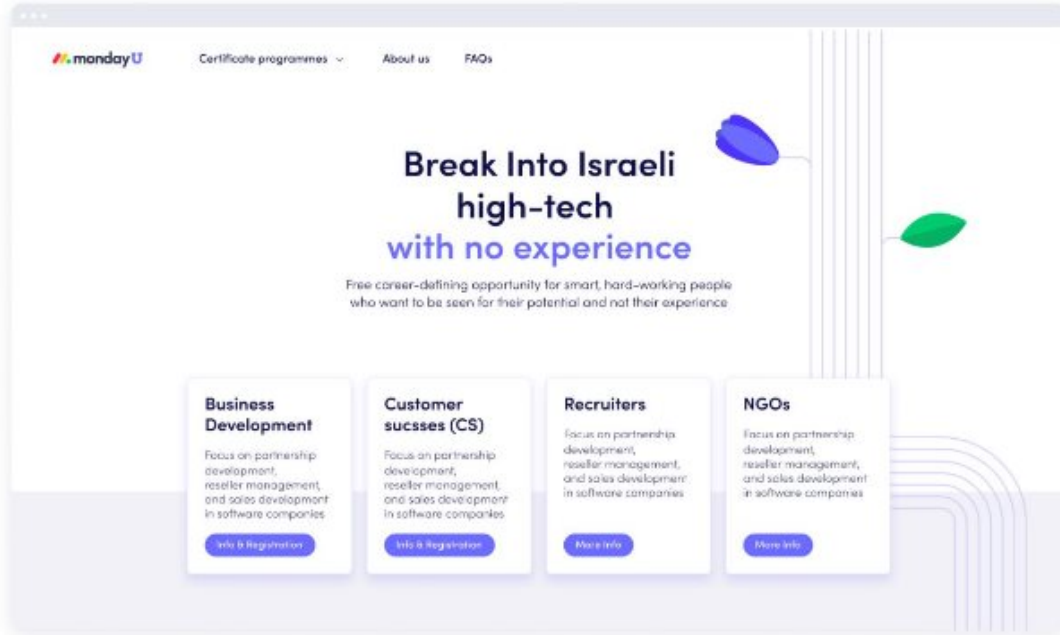 monday U
Certificate programmes
About us
FAQs
Break Into Israeli
high-tech
with no experience
Free career-defining opportunity for smart, hard-working people
who want to be seen for their potential and not their experience
Business
Development
Focus on partnership
development,
reseller management,
and sales development
in software companies
Info & Registration
Customer
sucsses (CS)
Focus on partnership
development,
reseller management,
and sales development
in software companies
Info & Registration
Recruiters
Focus on partnership
development,
reseller management,
and sales development
in software companies
More Info
NGOs
Focus on partnership
development,
reseller management,
and sales development
in software companies
More Info